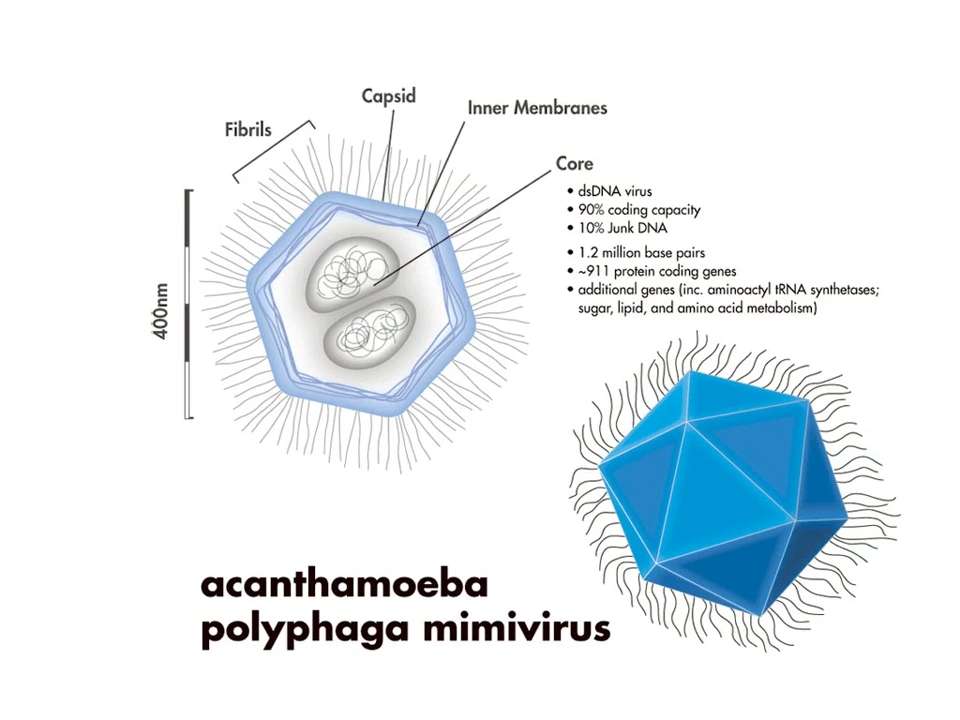 Capsid
Inner Membranes
Fibrils
Core
• dsDNA virus
• 90% coding capacity
• 10% Junk DNA
• 1.2 million base pairs
• ~911 protein coding genes
• additional genes (inc. aminoactyl tRNA synthetases;
sugar, lipid, and amino acid metabolism)
400nm
acanthamoeba
polyphaga mimivirus